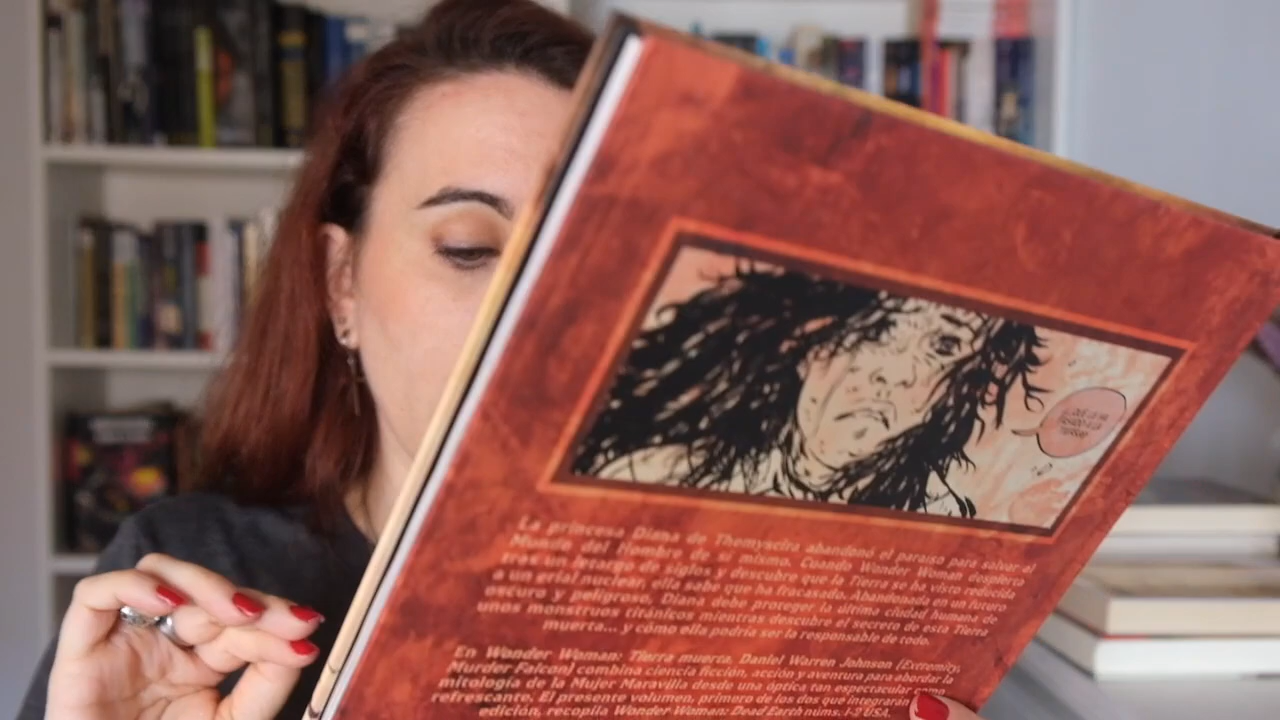 ¿...QUÉ LE HA
PASADO A LA
TIERRA?
La princesa Diana de Themyscira abandonó el paraíso para salvar al
Mundo del Hombre de sí mismo. Cuando Wonder Woman despierta
tras un letargo de siglos y descubre que la Tierra se ha visto reducida
a un erial nuclear, ella sabe que ha fracasado. Abandonada en un futuro
oscuro y peligroso, Diana debe proteger la última ciudad humana de
unos monstruos titánicos mientras descubre el secreto de esta Tierra
muerta... y cómo ella podría ser la responsable de todo.
En Wonder Woman: Tierra muerta, Daniel Warren Johnson (Extremity,
Murder Falcon) combina ciencia ficción, acción y aventura para abordar la
mitología de la Mujer Maravilla desde una óptica tan espectacular como
refrescante. El presente volumen, primero de los dos que integrarán
edición, recopila Wonder Woman: Dead Earth núms. 1-2 USA.